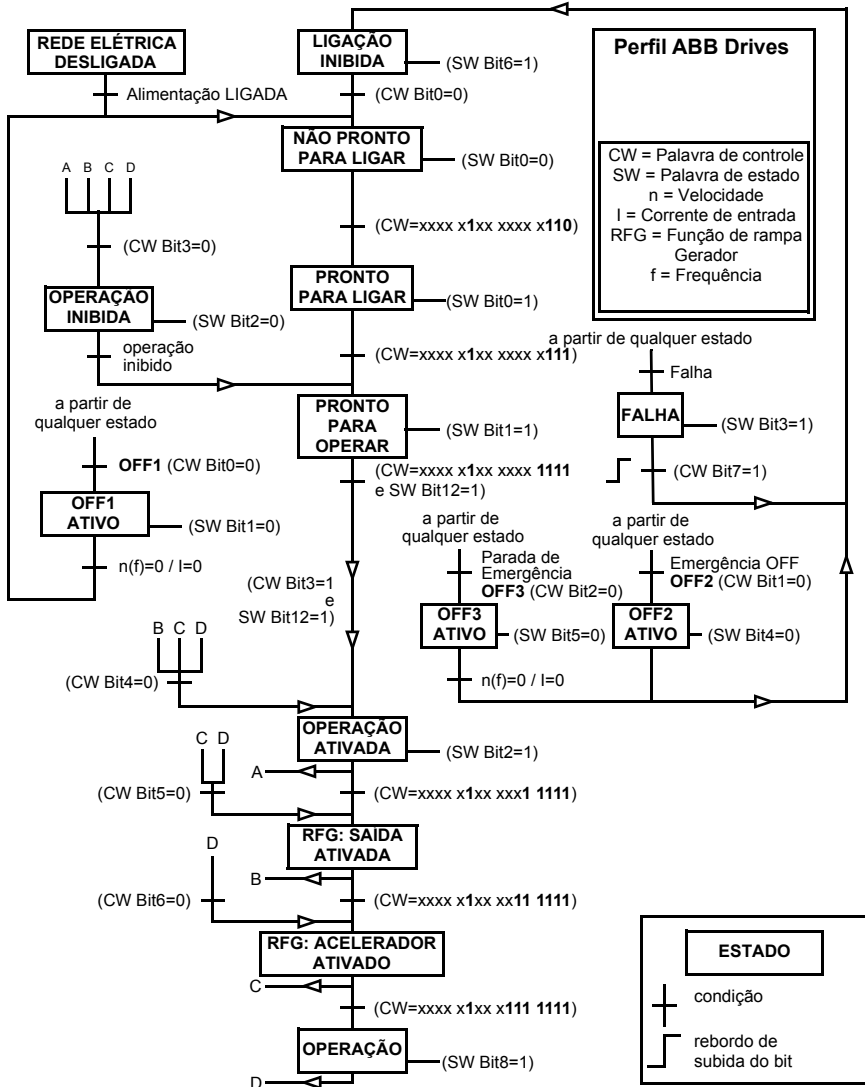 REDE ELÉTRICA
DESLIGADA
LIGAÇÃO
INIBIDA
(SW Bit6=1)
Perfil ABB Drives
Alimentação LIGADA
(CW Bit0=0)
NÃO PRONTO
PARA LIGAR
(SW Bit0=0)
CW = Palavra de controle
SW = Palavra de estado
n = Velocidade
I = Corrente de entrada
RFG = Função de rampa
Gerador
f = Frequência
A B C D
(CW=xxxx x1xx xxxx x110)
(CW Bit3=0)
OPERAÇÃO
INIBIDA
(SW Bit2=0)
PRONTO
PARA LIGAR
(SW Bit0=1)
operação
inibido
(CW=xxxx x1xx xxxx x111)
a partir de qualquer estado
Falha
FALHA
(SW Bit3=1)
(CW Bit7=1)
PRONTO
PARA
OPERAR
(SW Bit1=1)
(CW=xxxx x1xx xxxx 1111
e SW Bit12=1)
a partir de
qualquer estado
OFF1 (CW Bit0=0)
OFF1
ATIVO
(SW Bit1=0)
n(f)=0 / I=0
(CW Bit3=1
e
SW Bit12=1)
a partir de
qualquer estado
Parada de
Emergência
OFF3 (CW Bit2=0)
OFF3
ATIVO
(SW Bit5=0)
n(f)=0 / I=0
a partir de
qualquer estado
Emergência OFF
OFF2 (CW Bit1=0)
OFF2
ATIVO
(SW Bit4=0)
B C D
(CW Bit4=0)
OPERAÇÃO
ATIVADA
(SW Bit2=1)
A
C D
(CW Bit5=0)
(CW=xxxx x1xx xxx1 1111)
RFG: SAÍDA
ATIVADA
B
D
(CW Bit6=0)
(CW=xxxx x1xx xx11 1111)
RFG: ACELERADOR
ATIVADO
C
(CW=xxxx x1xx x111 1111)
OPERAÇÃO
(SW Bit8=1)
D
ESTADO
condição
rebordo de
subida do bit